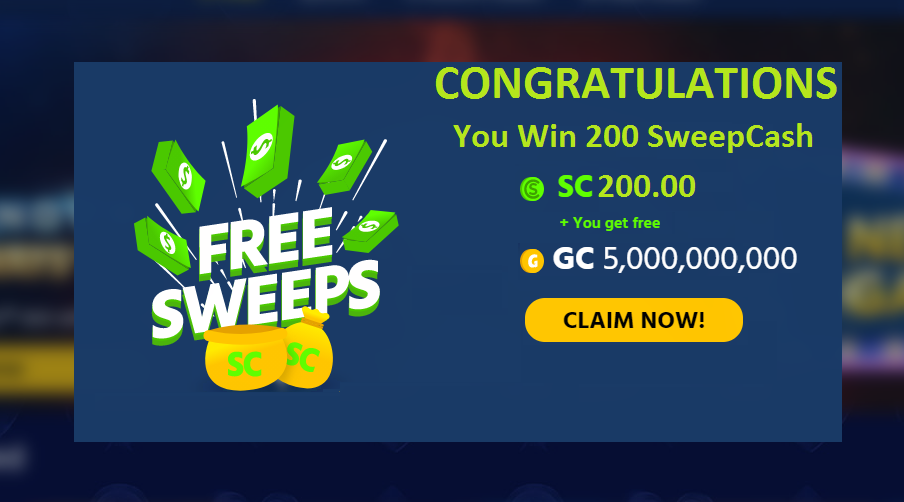 CONGRATULATIONS
You Win 200 SweepCash
SC 200.00
+ You get free
GC 5,000,000,000
CLAIM NOW!
FREE
SWEEPS
SC SC